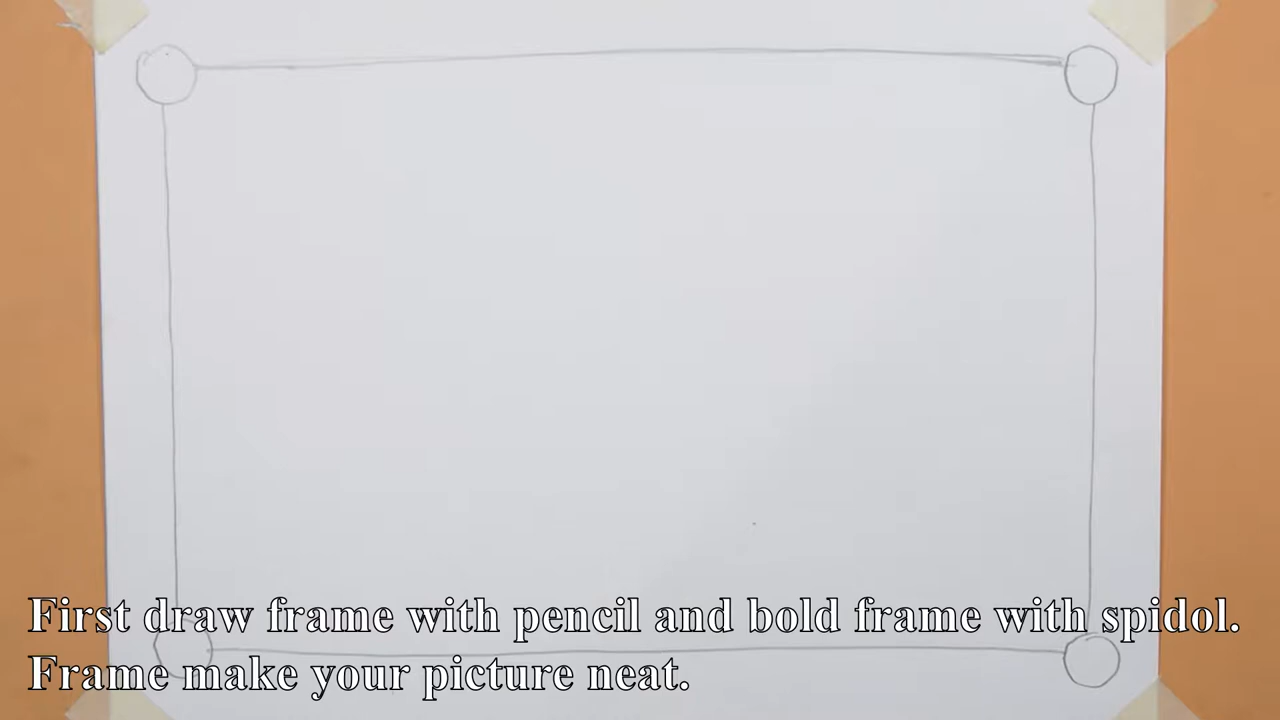 First draw frame with pencil and bold frame with spidol.
Frame make your picture neat.